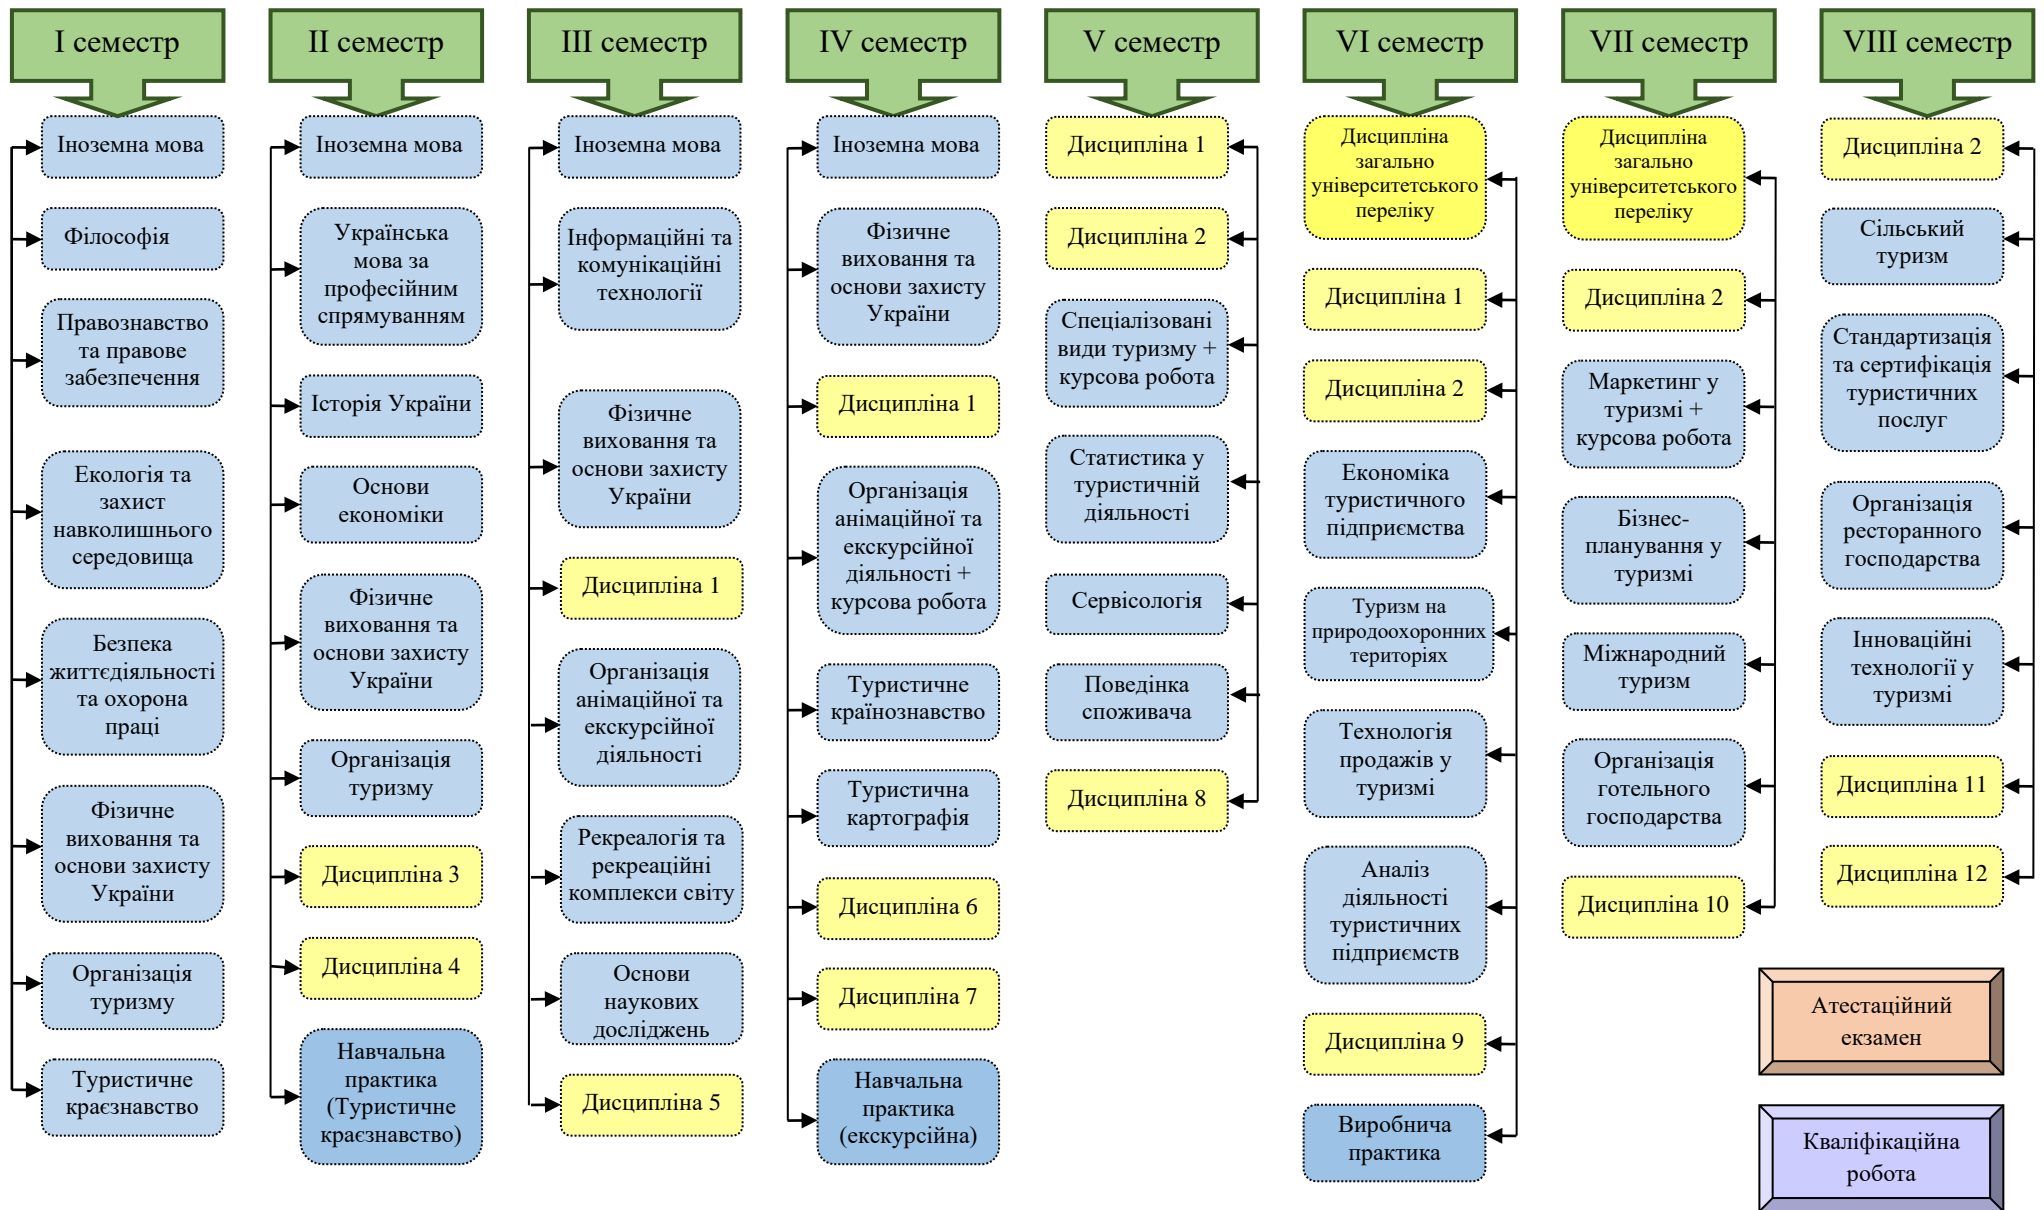 I семестр
Іноземна мова
Філософія
Правознавство
та правове
забезпечення
Екологія та
захист
навколишнього
середовища
Безпека
життєдіяльності
та охорона
праці
Фізичне
виховання та
основи захисту
України
Організація
туризму
Туристичне
краєзнавство
II семестр
Іноземна мова
Українська
мова за
професійним
спрямуванням
Історія України
Основи
економіки
Фізичне
виховання та
основи захисту
України
Організація
туризму
Дисципліна 3
Дисципліна 4
Навчальна
практика
(Туристичне
краєзнавство)
III семестр
Іноземна мова
Інформаційні та
комунікаційні
технології
Фізичне
виховання та
основи захисту
України
Дисципліна 1
Організація
анімаційної та
екскурсійної
діяльності
Рекреалогія та
рекреаційні
комплекси світу
Основи
наукових
досліджень
Дисципліна 5
IV семестр
Іноземна мова
Фізичне
виховання та
основи захисту
України
Дисципліна 1
Організація
анімаційної та
екскурсійної
діяльності +
курсова робота
Туристичне
країнознавство
Туристична
картографія
Дисципліна 6
Дисципліна 7
Навчальна
практика
(екскурсійна)
V семестр
Дисципліна 1
Дисципліна 2
Спеціалізовані
види туризму +
курсова робота
Статистика у
туристичній
діяльності
Сервісологія
Поведінка
споживача
Дисципліна 8
VI семестр
Дисципліна
загально
університетського
переліку
Дисципліна 1
Дисципліна 2
Економіка
туристичного
підприємства
Туризм на
природоохоронних
територіях
Технологія
продажів у
туризмі
Аналіз
діяльності
туристичних
підприємств
Дисципліна 9
Виробнича
практика
VII семестр
Дисципліна
загально
університетського
переліку
Дисципліна 2
Маркетинг у
туризмі +
курсова робота
Бізнес-
планування у
туризмі
Міжнародний
туризм
Організація
готельного
господарства
Дисципліна 10
VIII семестр
Дисципліна 2
Сільський
туризм
Стандартизація
та сертифікація
туристичних
послуг
Організація
ресторанного
господарства
Інноваційні
технології у
туризмі
Дисципліна 11
Дисципліна 12
Атестаційний
екзамен
Кваліфікаційна
робота